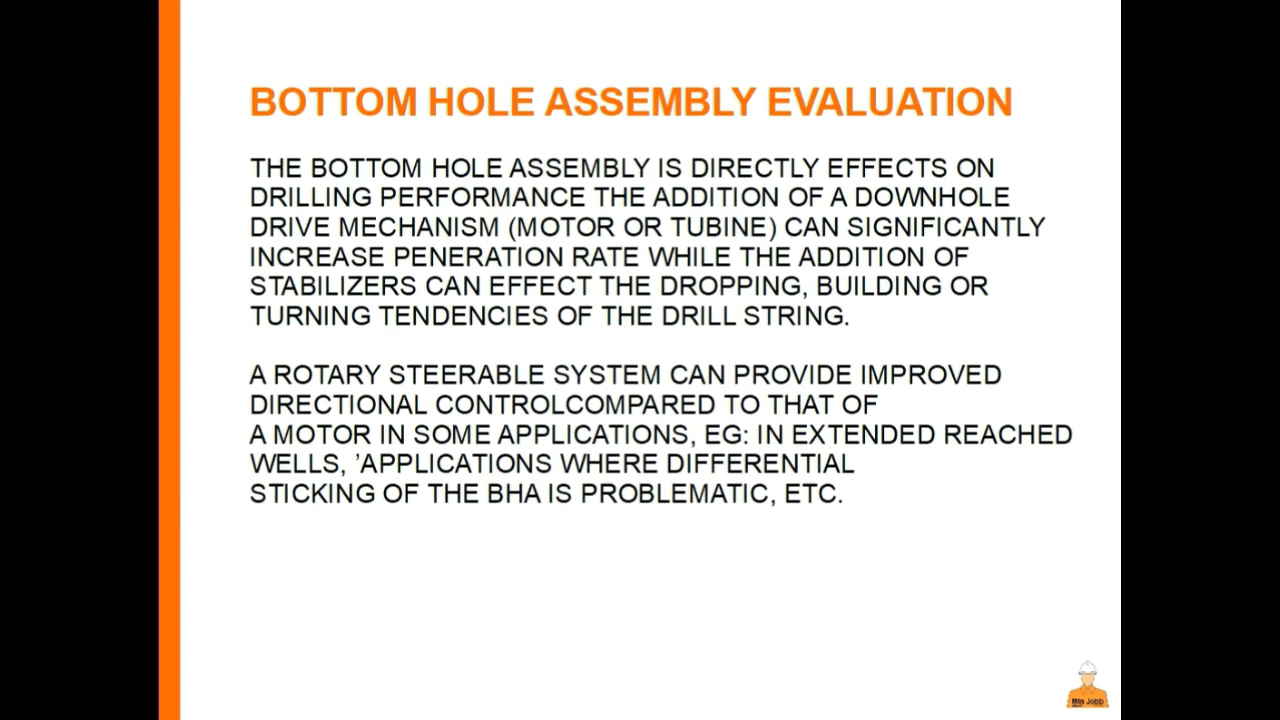 BOTTOM HOLE ASSEMBLY EVALUATION
THE BOTTOM HOLE ASSEMBLY IS DIRECTLY EFFECTS ON
DRILLING PERFORMANCE THE ADDITION OF A DOWNHOLE
DRIVE MECHANISM (MOTOR OR TUBINE) CAN SIGNIFICANTLY
INCREASE PENERATION RATE WHILE THE ADDITION OF
STABILIZERS CAN EFFECT THE DROPPING, BUILDING OR
TURNING TENDENCIES OF THE DRILL STRING.
A ROTARY STEERABLE SYSTEM CAN PROVIDE IMPROVED
DIRECTIONAL CONTROLCOMPARED TO THAT OF
A MOTOR IN SOME APPLICATIONS, EG: IN EXTENDED REACHED
WELLS, ’APPLICATIONS WHERE DIFFERENTIAL
STICKING OF THE BHA IS PROBLEMATIC, ETC.
Min Jobb